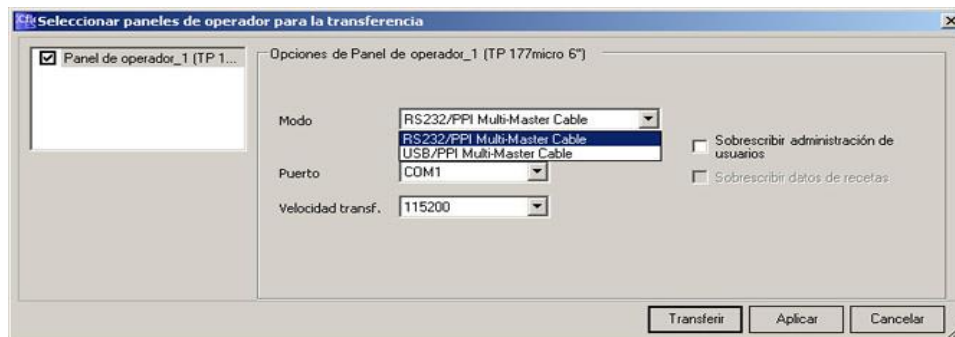 Seleccionar paneles de operador para la transferencia
Panel de operador_1 (TP 1...
Opciones de Panel de operador_1 (TP 177micro 6")
Modo
RS232/PPI Multi-Master Cable
RS232/PPI Multi-Master Cable
USB/PPI Multi-Master Cable
Puerto
COM1
Velocidad transf.
115200
Sobrescribir administración de
usuarios
Sobrescribir datos de recetas
Transferir
Aplicar
Cancelar